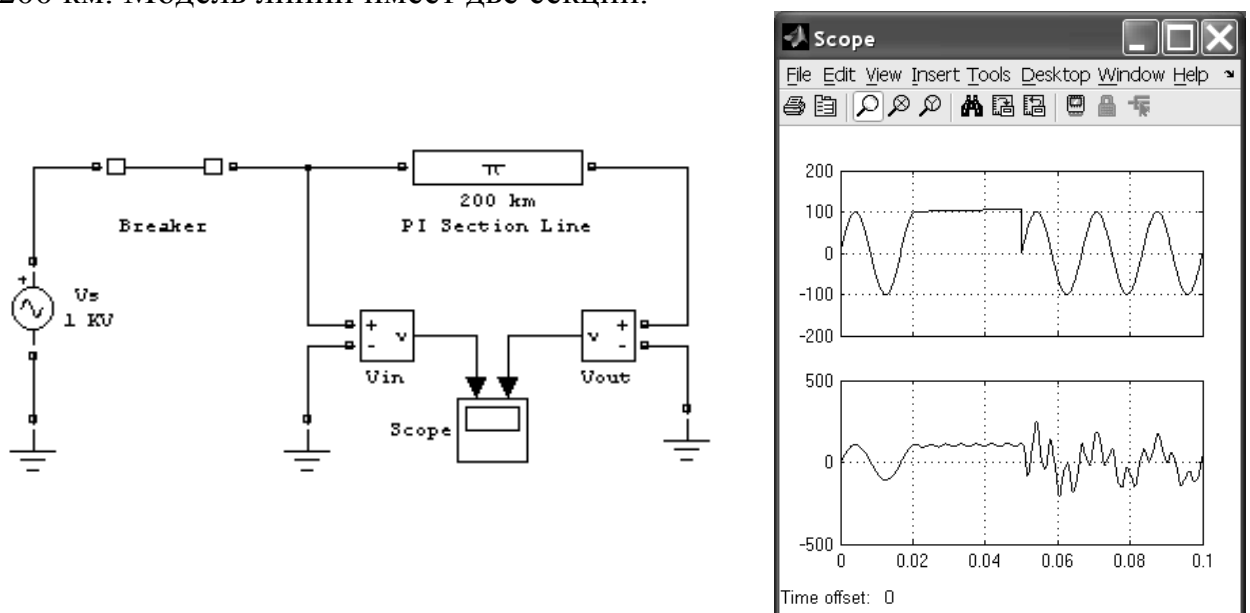 200 км. Модель линии имеет две секции.
Breaker
200 km
PI Section Line
Vs
1 KV
π
+
+
-
v
Vin
v
+
-
Vout
Scope
Scope
File Edit View Insert Tools Desktop Window Help
200
100
0
-100
-200
500
0
-500
0 0.02 0.04 0.06 0.08 0.1
Time offset: 0